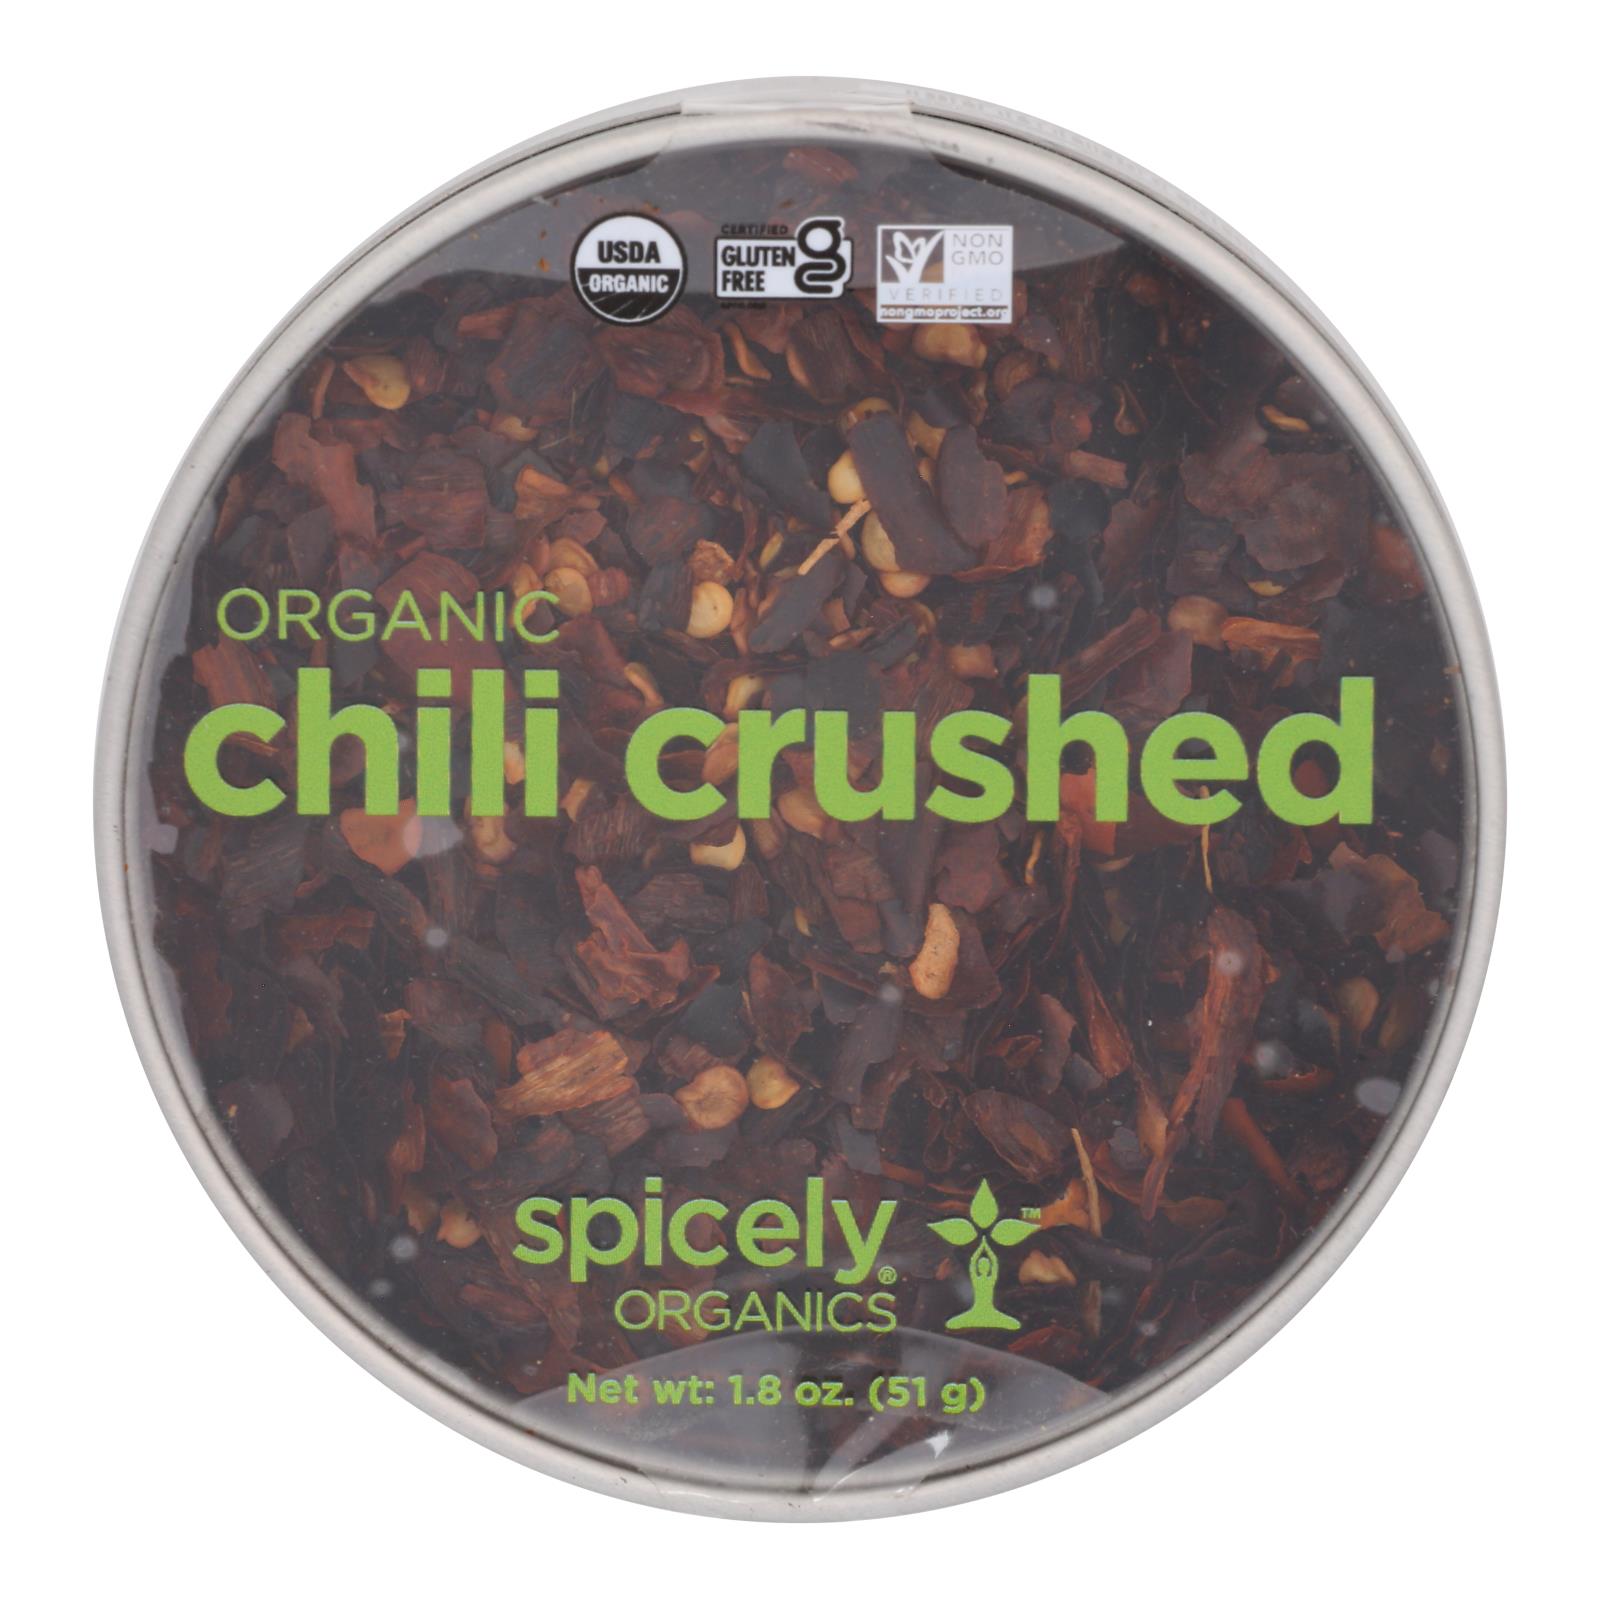 USDA
ORGANIC
CERTIFIED
GLUTEN
FREE
NON
GMO
VERIFIED
nongmoproject.org
ORGANIC
chili crushed
spicely®
ORGANICS
TM
Net wt: 1.8 oz. (51 g)